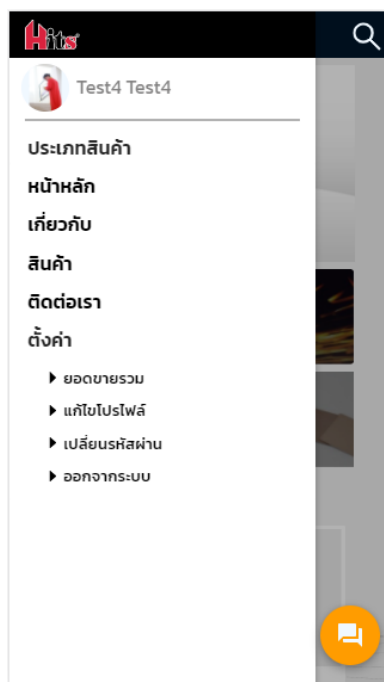 Hits
Test4 Test4
ประเภทสินค้า
หน้าหลัก
เกี่ยวกับ
สินค้า
ติดต่อเรา
ตั้งค่า
ยอดขายรวม
แก้ไขโปรไฟล์
เปลี่ยนรหัสผ่าน
ออกจากระบบ